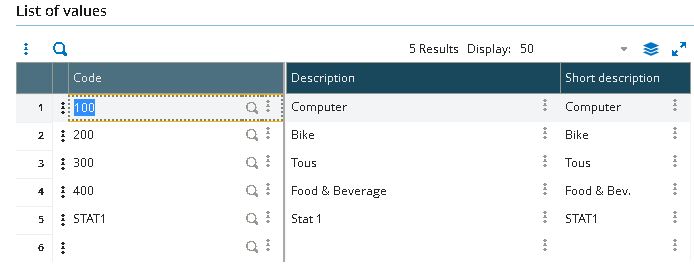 List of values
5 Results Display: 50
Code Description Short description
1 100 Computer Computer
2 200 Bike Bike
3 300 Tous Tous
4 400 Food & Beverage Food & Bev.
5 STAT1 Stat 1 STAT1
6